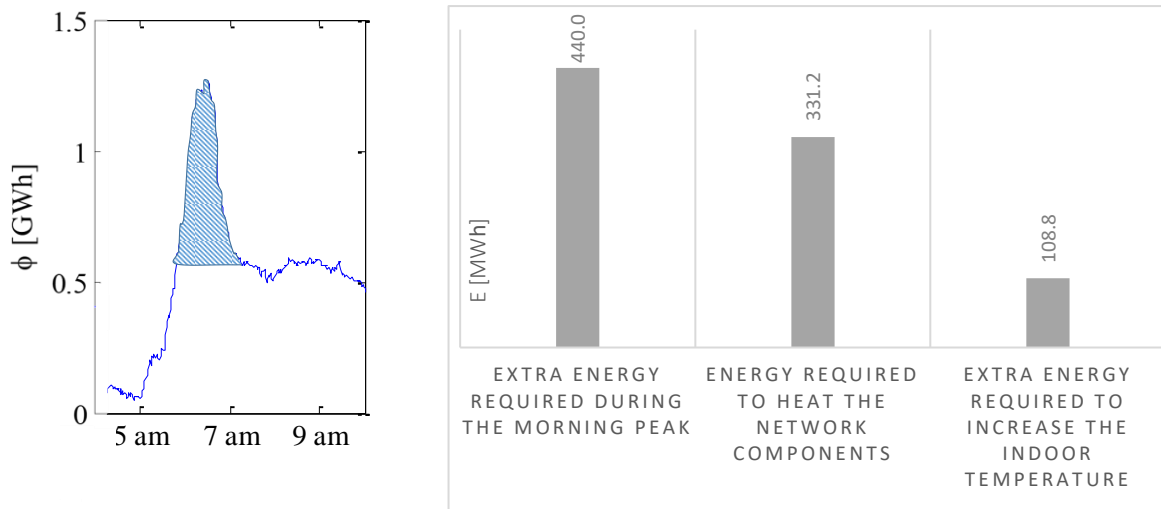 1.5
1
0.5
0
ϕ [GWh]
5 am 7 am 9 am
440.0
331.2
108.8
E [MWh]
EXTRA ENERGY
REQUIRED DURING
THE MORNING PEAK
ENERGY REQUIRED
TO HEAT THE
NETWORK
COMPONENTS
EXTRA ENERGY
REQUIRED TO
INCREASE THE
INDOOR
TEMPERATURE